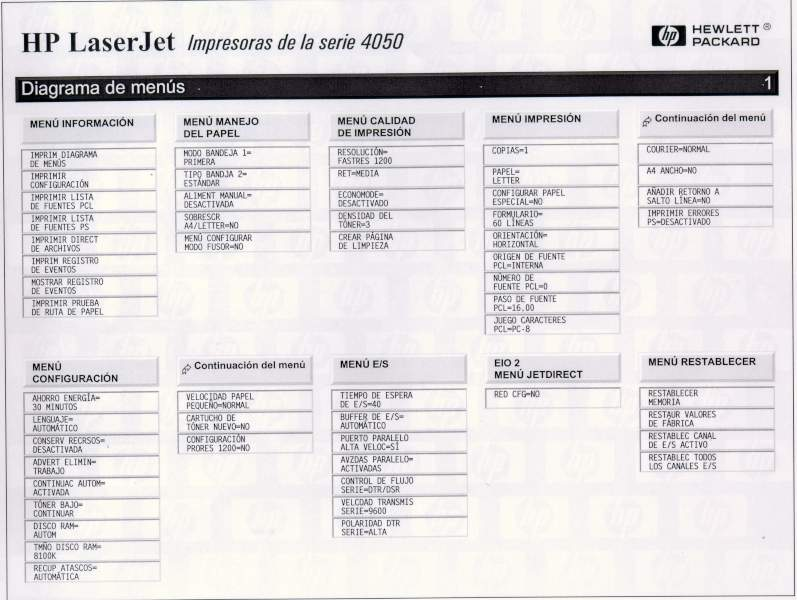 HP LaserJet Impresoras de la serie 4050
hp HEWLETT ®
PACKARD
Diagrama de menús 1
MENÚ INFORMACIÓN
IMPRIM DIAGRAMA
DE MENÚS
IMPRIMIR
CONFIGURACIÓN
IMPRIMIR LISTA
DE FUENTES PCL
IMPRIMIR LISTA
DE FUENTES PS
IMPRIMIR DIRECT
DE ARCHIVOS
IMPRIM REGISTRO
DE EVENTOS
MOSTRAR REGISTRO
DE EVENTOS
IMPRIMIR PRUEBA
DE RUTA DE PAPEL
MENÚ MANEJO
DEL PAPEL
MODO BANDEJA 1=
PRIMERA
TIPO BANDJA 2=
ESTÁNDAR
ALIMENT MANUAL=
DESACTIVADA
SOBRESCR
A4/LETTER=NO
MENÚ CONFIGURAR
MODO FUSOR=NO
MENÚ CALIDAD
DE IMPRESIÓN
RESOLUCIÓN=
FASTRES 1200
RET=MEDIA
ECONOMODE=
DESACTIVADO
DENSIDAD DEL
TÓNER=3
CREAR PÁGINA
DE LIMPIEZA
MENÚ IMPRESIÓN
COPIAS=1
PAPEL=
LETTER
CONFIGURAR PAPEL
ESPECIAL=NO
FORMULARIO=
60 LÍNEAS
ORIENTACIÓN=
HORIZONTAL
ORIGEN DE FUENTE
PCL=INTERNA
NÚMERO DE
FUENTE PCL=0
PASO DE FUENTE
PCL=16,00
JUEGO CARACTERES
PCL=PC-8
Continuación del menú
COURIER=NORMAL
A4 ANCHO=NO
AÑADIR RETORNO A
SALTO LÍNEA=NO
IMPRIMIR ERRORES
PS=DESACTIVADO
MENÚ
CONFIGURACIÓN
AHORRO ENERGÍA=
30 MINUTOS
LENGUAJE=
AUTOMÁTICO
CONSERV RECRSOS=
DESACTIVADA
ADVERT ELIMIN=
TRABAJO
CONTINUAC AUTOM=
ACTIVADA
TÓNER BAJO=
CONTINUAR
DISCO RAM=
AUTOM
TMÑO DISCO RAM=
8100K
RECUP ATASCOS=
AUTOMÁTICA
Continuación del menú
VELOCIDAD PAPEL
PEQUEÑO=NORMAL
CARTUCHO DE
TÓNER NUEVO=NO
CONFIGURACIÓN
PRORES 1200=NO
MENÚ E/S
TIEMPO DE ESPERA
DE E/S=40
BUFFER DE E/S=
AUTOMÁTICO
PUERTO PARALELO
ALTA VELOC=SÍ
AVZDAS PARALELO=
ACTIVADAS
CONTROL DE FLUJO
SERIE=DTR/DSR
VELCDAD TRANSMIS
SERIE=9600
POLARIDAD DTR
SERIE=ALTA
EIO 2
MENÚ JETDIRECT
RED CFG=NO
MENÚ RESTABLECER
RESTABLECER
MEMORIA
RESTAUR VALORES
DE FÁBRICA
RESTABLEC CANAL
DE E/S ACTIVO
RESTABLEC TODOS
LOS CANALES E/S